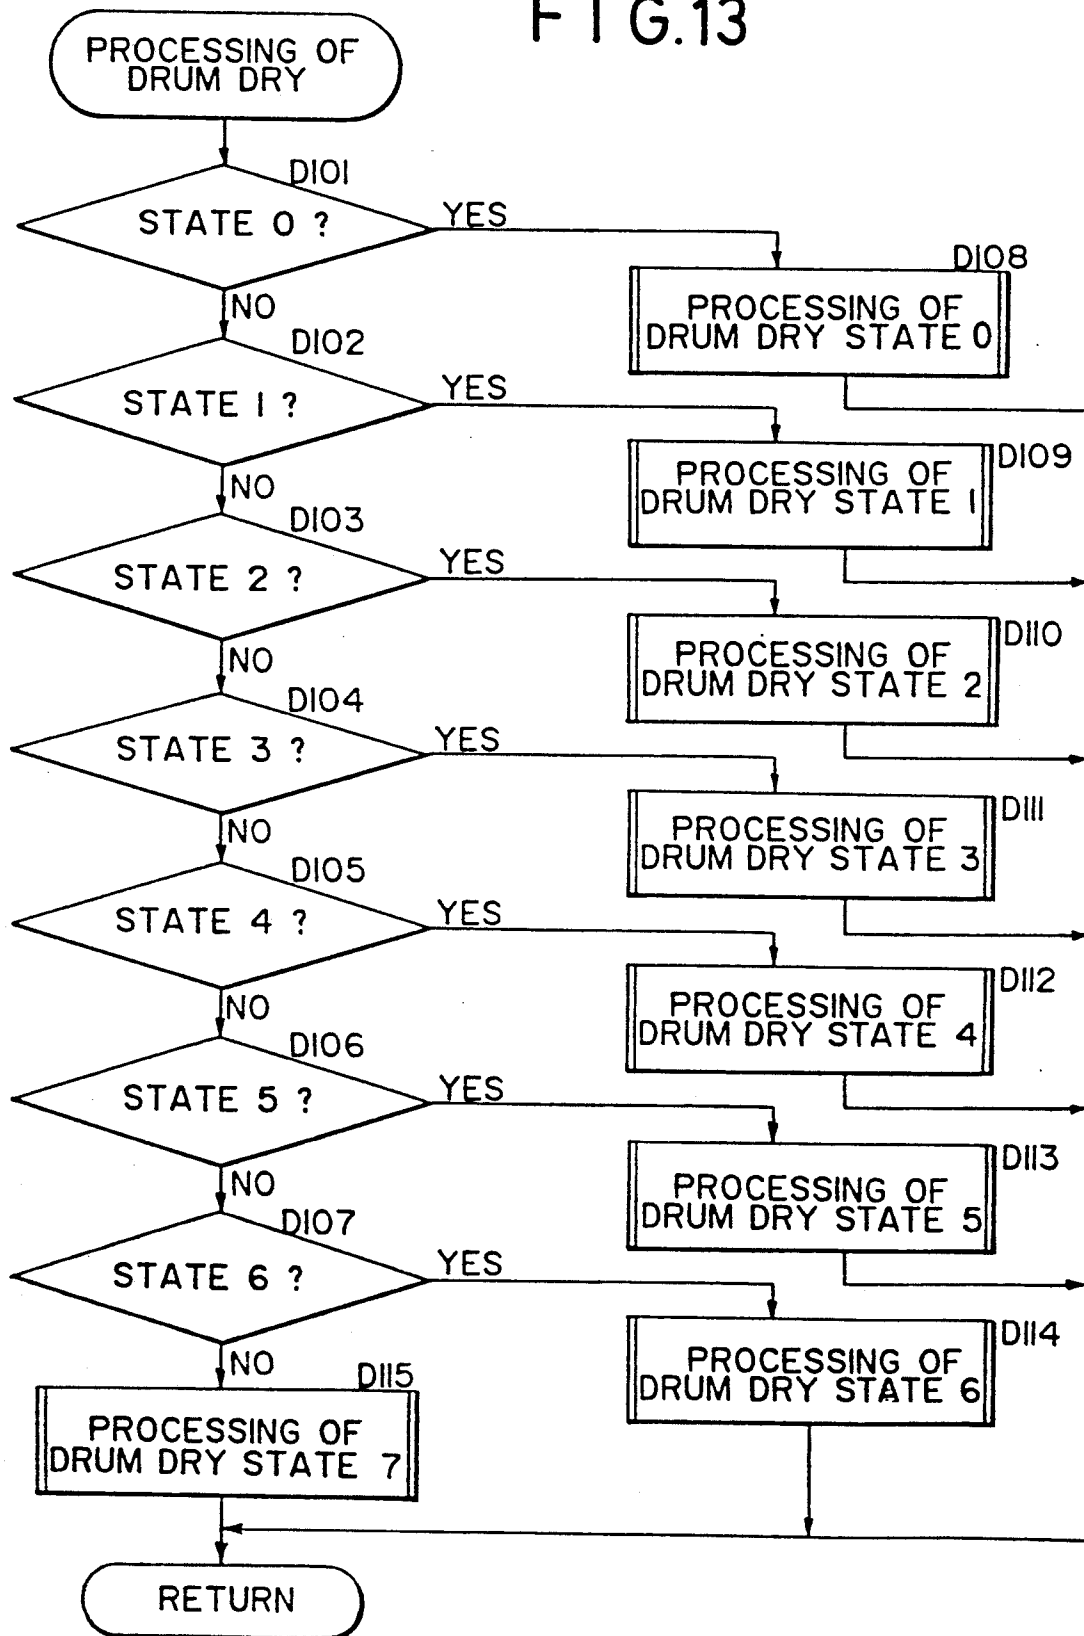 FIG.13
PROCESSING OF
DRUM DRY
D101
STATE 0 ?
YES
NO
D108
PROCESSING OF
DRUM DRY STATE 0
D102
STATE 1 ?
YES
NO
D109
PROCESSING OF
DRUM DRY STATE 1
D103
STATE 2 ?
YES
NO
D110
PROCESSING OF
DRUM DRY STATE 2
D104
STATE 3 ?
YES
NO
D111
PROCESSING OF
DRUM DRY STATE 3
D105
STATE 4 ?
YES
NO
D112
PROCESSING OF
DRUM DRY STATE 4
D106
STATE 5 ?
YES
NO
D113
PROCESSING OF
DRUM DRY STATE 5
D107
STATE 6 ?
YES
NO
D114
PROCESSING OF
DRUM DRY STATE 6
D115
PROCESSING OF
DRUM DRY STATE 7
RETURN